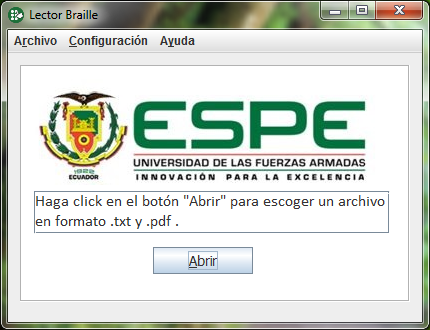 Lector Braille
Archivo Configuración Ayuda
ESPE
UNIVERSIDAD DE LAS FUERZAS ARMADAS
INNOVACIÓN PARA LA EXCELENCIA
1922
ECUADOR
Haga click en el botón "Abrir" para escoger un archivo
en formato .txt y .pdf .
Abrir